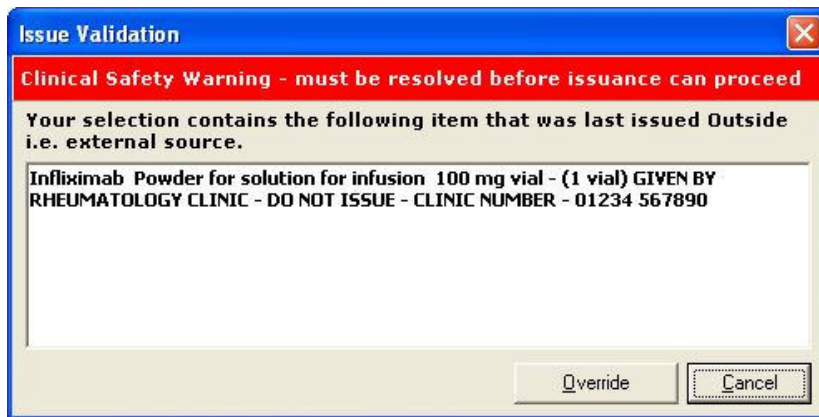 Issue Validation
Clinical Safety Warning - must be resolved before issuance can proceed
Your selection contains the following item that was last issued Outside
i.e. external source.
Infliximab Powder for solution for infusion 100 mg vial - (1 vial) GIVEN BY
RHEUMATOLOGY CLINIC - DO NOT ISSUE - CLINIC NUMBER - 01234 567890
Override Cancel